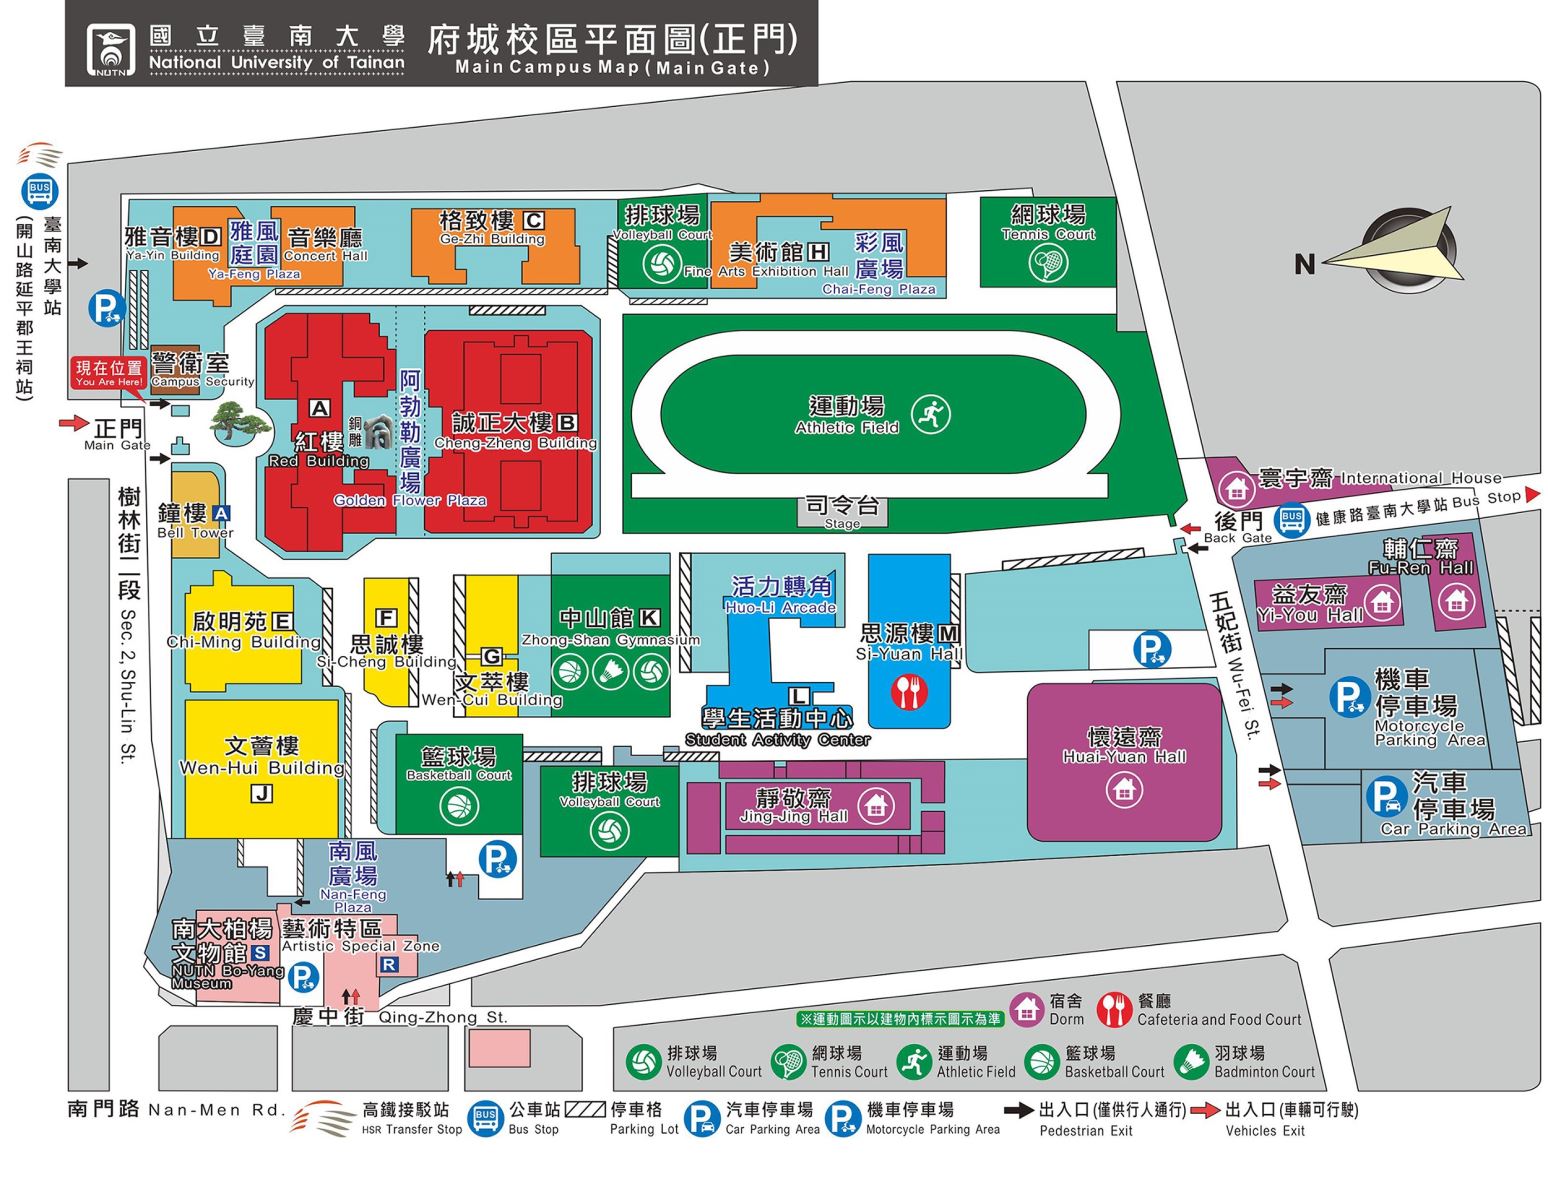 國立臺南大學
National University of Tainan
NUTN
府城校區平面圖(正門)
Main Campus Map (Main Gate)
BUS
臺南大學站
(開山路延平郡王祠站)
P
現在位置
You Are Here!
警衛室
Campus Security
正門
Main Gate
樹林街二段 Sec. 2, Shu-Lin St.
雅音樓 D
Ya-Yin Building
雅風
庭園
Ya-Feng Plaza
音樂廳
Concert Hall
格致樓 C
Ge-Zhi Building
排球場
Volleyball Court
美術館 H
Fine Arts Exhibition Hall
彩風
廣場
Chai-Feng Plaza
網球場
Tennis Court
N
A
紅樓
Red Building
銅雕
阿勃勒廣場
Golden Flower Plaza
誠正大樓 B
Cheng-Zheng Building
運動場
Athletic Field
司令台
Stage
寰宇齋 International House
後門
Back Gate
BUS
健康路臺南大學站 Bus Stop
鐘樓 A
Bell Tower
啟明苑 E
Chi-Ming Building
F
思誠樓
Si-Cheng Building
G
文萃樓
Wen-Cui Building
中山館 K
Zhong-Shan Gymnasium
活力轉角
Huo-Li Arcade
L
學生活動中心
Student Activity Center
思源樓 M
Si-Yuan Hall
P
五妃街 Wu-Fei St.
輔仁齋
Fu-Ren Hall
益友齋
Yi-You Hall
P
機車
停車場
Motorcycle
Parking Area
P
汽車
停車場
Car Parking Area
文薈樓
Wen-Hui Building
J
籃球場
Basketball Court
排球場
Volleyball Court
靜敬齋
Jing-Jing Hall
懷遠齋
Huai-Yuan Hall
南風
廣場
Nan-Feng
Plaza
P
南大柏楊
文物館 S
NUTN Bo-Yang
Museum
藝術特區
Artistic Special Zone
R
P
慶中街 Qing-Zhong St.
※運動圖示以建物內標示圖示為準
宿舍
Dorm
餐廳
Cafeteria and Food Court
排球場
Volleyball Court
網球場
Tennis Court
運動場
Athletic Field
籃球場
Basketball Court
羽球場
Badminton Court
南門路 Nan-Men Rd.
高鐵接駁站
HSR Transfer Stop
BUS
公車站
Bus Stop
停車格
Parking Lot
P
汽車停車場
Car Parking Area
P
機車停車場
Motorcycle Parking Area
出入口(僅供行人通行)
Pedestrian Exit
出入口(車輛可行駛)
Vehicles Exit